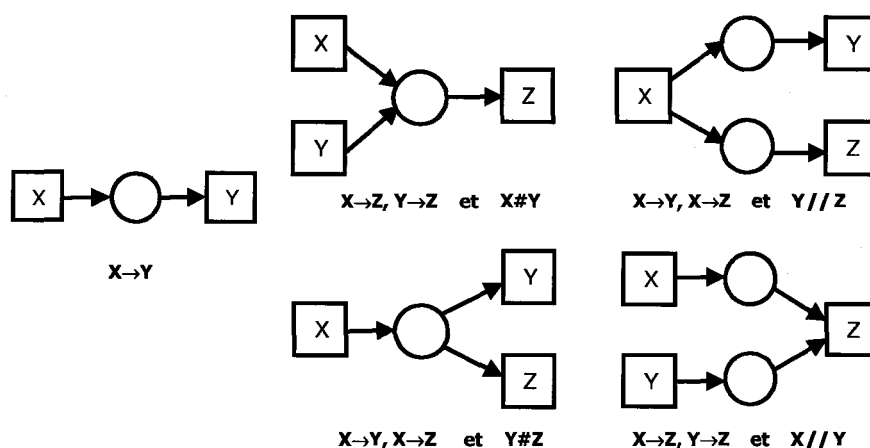 X
Y
Z
X→Z, Y→Z et X#Y
X
Y
Z
X→Y, X→Z et Y//Z
X
Y
X→Y
X
Y
Z
X→Y, X→Z et Y#Z
X
Y
Z
X→Z, Y→Z et X//Y